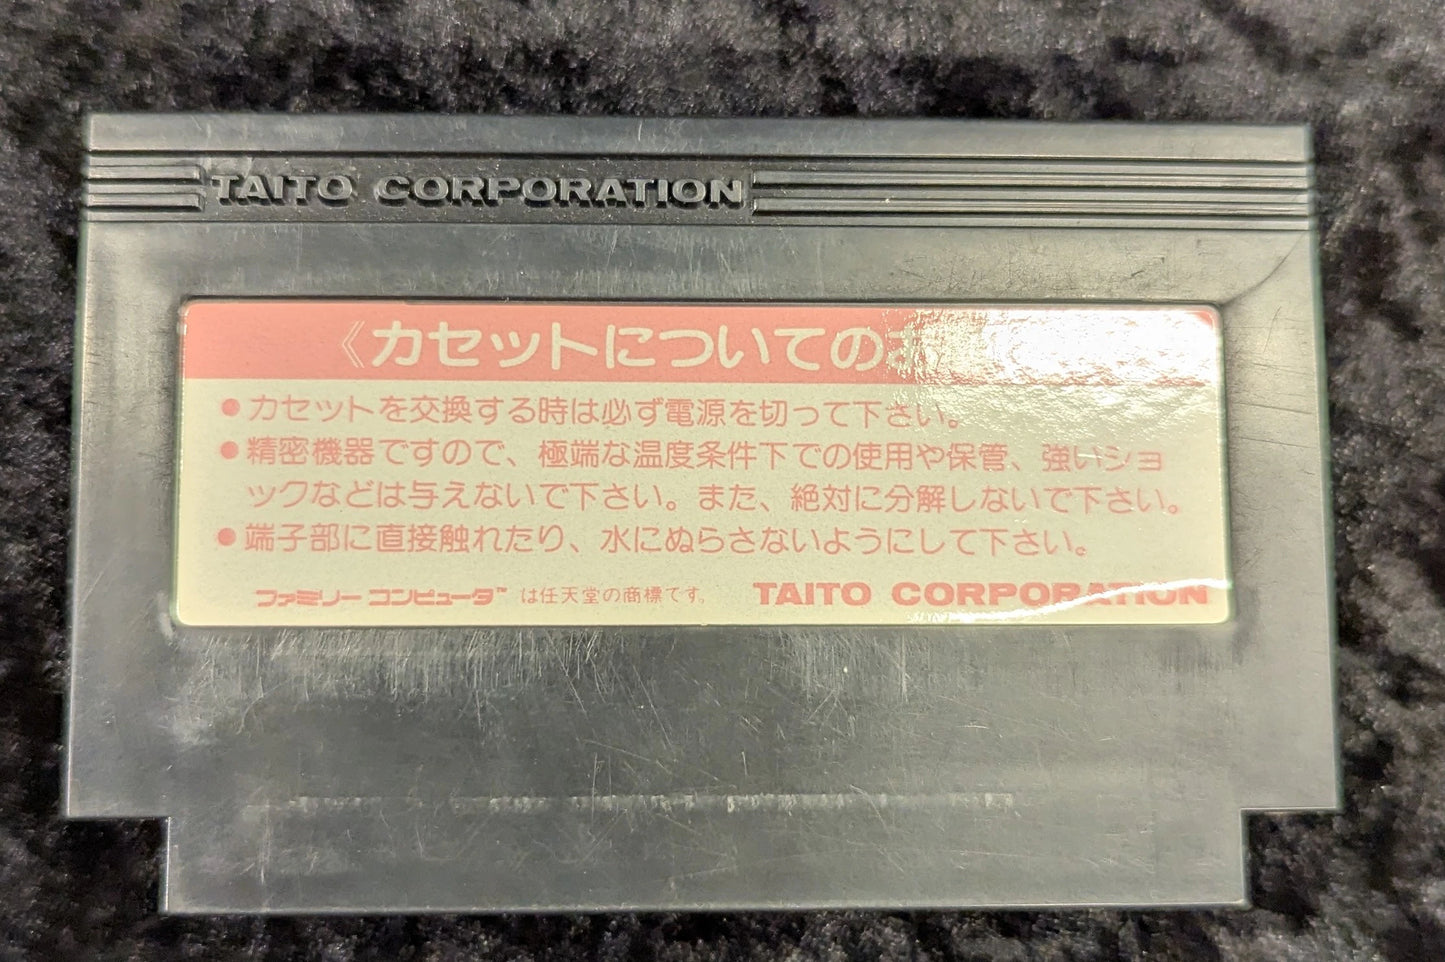 TAITO CORPORATION
《カセットについてのお
●カセットを交換する時は必ず電源を切って下さい。
●精密機器ですので、極端な温度条件下での使用や保管、強いショ
ックなどは与えないで下さい。また、絶対に分解しないで下さい。
●端子部に直接触れたり、水にぬらさないようにして下さい。
ファミリーコンピュータ™ は任天堂の商標です。 TAITO CORPORATION